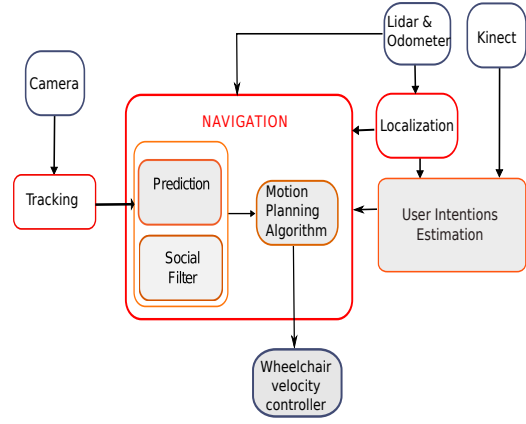 Lidar &
Odometer
Kinect
Camera
NAVIGATION
Localization
Tracking
Prediction
Motion
Planning
Algorithm
User Intentions
Estimation
Social
Filter
Wheelchair
velocity
controller